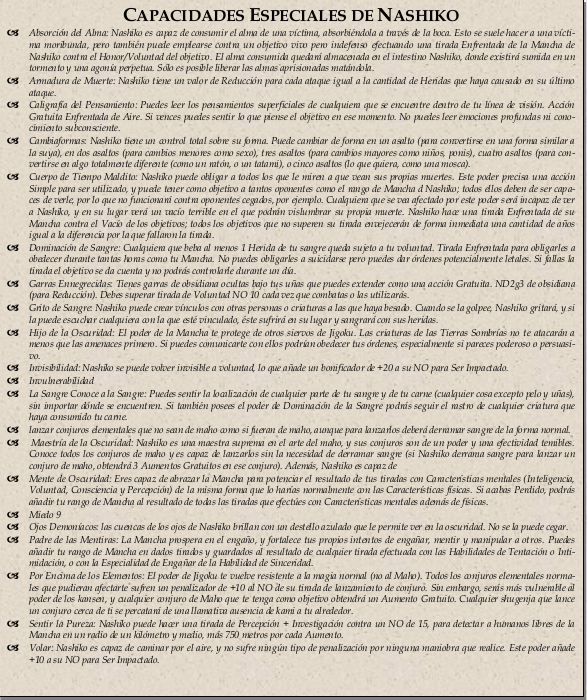 CAPACIDADES ESPECIALES DE NASHIKO
Absorción del Alma: Nashiko es capaz de consumir el alma de una víctima, absorbiéndola a través de la boca. Esto se suele hacer a una vícti-
ma moribunda, pero también puede emplearse contra un objetivo vivo pero indefenso efectuando una tirada Enfrentada de la Mancha de
Nashiko contra el Honor/Voluntad del objetivo. El alma consumida quedará almacenada en el intestino Nashiko, donde existirá sumida en un
tormento y una agonía perpetua. Sólo es posible liberar las almas aprisionadas matándola.
Armadura de Muerte: Nashiko tiene un valor de Reducción para cada ataque igual a la cantidad de Heridas que haya causado en su último
ataque.
Caligrafía del Pensamiento: Puedes leer los pensamientos superficiales de cualquiera que se encuentre dentro de tu línea de visión. Acción
Gratuita Enfrentada de Aire. Si vences puedes sentir lo que piense el objetivo en ese momento. No puedes leer emociones profundas ni cono-
cimiento subconsciente.
Cambiaformas: Nashiko tiene un control total sobre su forma. Puede cambiar de forma en un asalto (para convertirse en una forma similar a
la suya), en dos asaltos (para cambios menores como sexo), tres asaltos (para cambios mayores como niños, ponis), cuatro asaltos (para con-
vertirse en algo totalmente diferente (como un ratón, o un tatami), o cinco asaltos (lo que quiera, como una mosca).
Cuerpo de Tiempo Maldito: Nashiko puede obligar a todos los que le miren a que vean sus propias muertes. Este poder precisa una acción
Simple para ser utilizado, y puede tener como objetivo a tantos oponentes como el rango de Mancha d Nashiko; todos ellos deben de ser capa-
ces de verle, por lo que no funcionará contra oponentes cegados, por ejemplo. Cualquiera que se vea afectado por este poder será incapaz de ver
a Nashiko, y en su lugar verá un vacío terrible en el que podrán vislumbrar su propia muerte. Nashiko hace una tirada Enfrentada de su
Mancha contra el Vacío de los objetivos; todos los objetivos que no superen su tirada envejecerán de forma inmediata una cantidad de años
igual a la diferencia por la que fallaron la tirada.
Dominación de Sangre: Cualquiera que beba al menos 1 Herida de tu sangre queda sujeto a tu voluntad. Tirada Enfrentada para obligarles a
obedecer durante tantas horas como tu Mancha. No puedes obligarles a suicidarse pero puedes dar órdenes potencialmente letales. Si fallas la
tirada el objetivo se da cuenta y no podrás controlarle durante un día.
Garras Ennegrecidas: Tienes garras de obsidiana ocultas bajo tus uñas que puedes extender como una acción Gratuita. ND2g3 de obsidiana
(para Reducción). Debes superar tirada de Voluntad NO 10 cada vez que combatas o las utilizarás.
Grito de Sangre: Nashiko puede crear vínculos con otras personas o criaturas a las que haya besado. Cuando se la golpee, Nashiko gritará, y si
la puede escuchar cualquiera con la que esté vinculado, éste sufrirá en su lugar y sangrará con sus heridas.
Hijo de la Oscuridad: El poder de la Mancha te protege de otros siervos de Jigoku. Las criaturas de las Tierras Sombrías no te atacarán a
menos que las amenaces primero. Si puedes comunicarte con ellos podrían obedecer tus órdenes, especialmente si pareces poderoso o persuasi-
vo.
Invisibilidad: Nashiko se puede volver invisible a voluntad, lo que añade un bonificador de +20 a su NO para Ser Impactado.
Invulnerabilidad
La Sangre Conoce a la Sangre: Puedes sentir la localización de cualquier parte de tu sangre y de tu carne (cualquier cosa excepto pelo y uñas),
sin importar dónde se encuentren. Si también posees el poder de Dominación de la Sangre podrás seguir el rastro de cualquier criatura que
haya consumido tu carne.
lanzar conjuros elementales que no sean de maho como si fueran de maho, aunque para lanzarlos deberá derramar sangre de la forma normal.
Maestría de la Oscuridad: Nashiko es una maestra suprema en el arte del maho, y sus conjuros son de un poder y una efectividad temibles.
Conoce todos los conjuros de maho y es capaz de lanzarlos sin la necesidad de derramar sangre (si Nashiko derrama sangre para lanzar un
conjuro de maho, obtendrá 3 Aumentos Gratuitos en ese conjuro). Además, Nashiko es capaz de
Mente de Oscuridad: Eres capaz de abrazar la Mancha para potenciar el resultado de tus tiradas con Características mentales (Inteligencia,
Voluntad, Consciencia y Percepción) de la misma forma que lo harías normalmente con las Características físicas. Si acabas Perdido, podrás
añadir tu rango de Mancha al resultado de todas las tiradas que efectúes con Características mentales además de físicas.
Miedo 9
Ojos Demoníacos: las cuencas de los ojos de Nashiko brillan con un destello azulado que le permite ver en la oscuridad. No se la puede cegar.
Padre de las Mentiras: La Mancha prospera en el engaño, y fortalece tus propios intentos de engañar, mentir y manipular a otros. Puedes
añadir tu rango de Mancha en dados tirados y guardados al resultado de cualquier tirada efectuada con las Habilidades de Tentación o Inti-
midación, o con la Especialidad de Engañar de la Habilidad de Sinceridad.
Por Encima de los Elementos: El poder de Jigoku te vuelve resistente a la magia normal (no al Maho). Todos los conjuros elementales norma-
les que pudieran afectarte sufren un penalizador de +10 al NO de su tirada de lanzamiento de conjuro. Sin embargo, serás más vulnerable al
poder de los kansen, y cualquier conjuro de Maho que te tenga como objetivo obtendrá un Aumento Gratuito. Cualquier shugenja que lance
un conjuro cerca de ti se percatará de una llamativa ausencia de kami a tu alrededor.
Sentir la Pureza: Nashiko puede hacer una tirada de Percepción + Investigación contra un NO de 15, para detectar a humanos libres de la
Mancha en un radio de un kilómetro y medio, más 750 metros por cada Aumento.
Volar: Nashiko es capaz de caminar por el aire, y no sufre ningún tipo de penalización por ninguna maniobra que realice. Este poder añade
+10 a su NO para Ser Impactado.